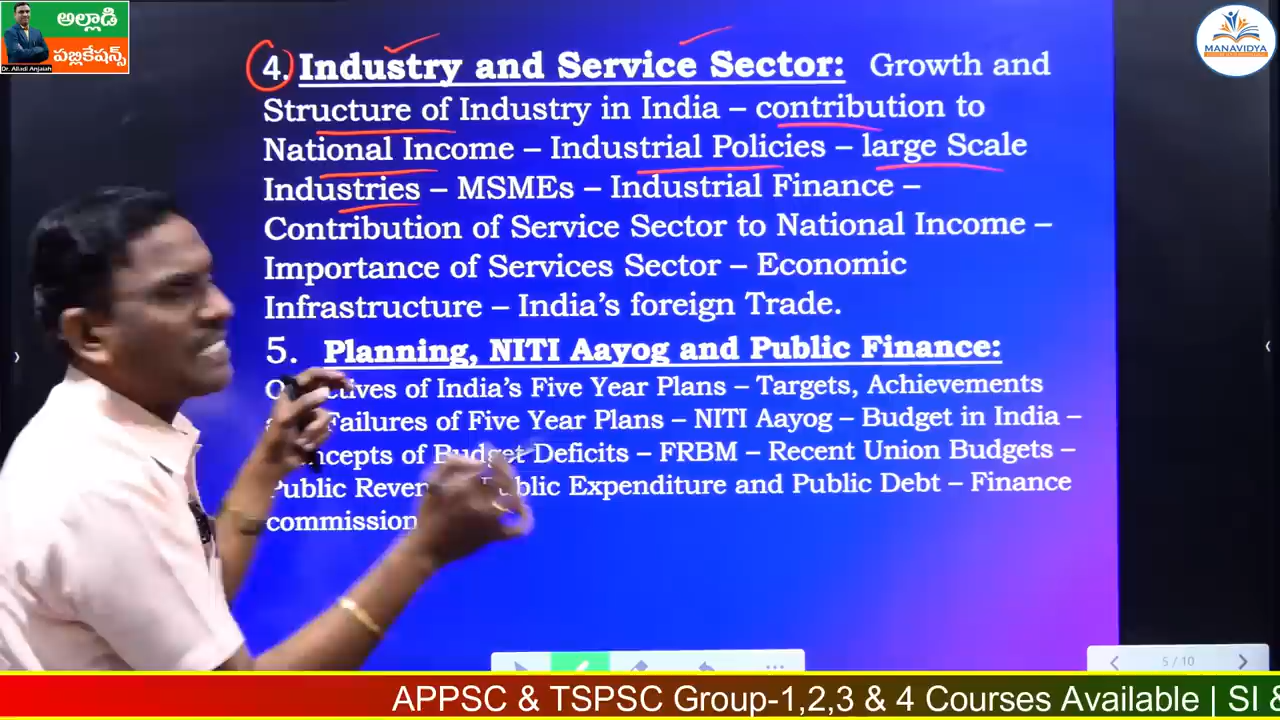 అల్లాడి
పబ్లికేషన్స్
Dr. Alladi Anjaiah
MANAVIDYA
4. Industry and Service Sector: Growth and
Structure of Industry in India – contribution to
National Income – Industrial Policies – large Scale
Industries – MSMEs – Industrial Finance –
Contribution of Service Sector to National Income –
Importance of Services Sector – Economic
Infrastructure – India's foreign Trade.
5. Planning, NITI Aayog and Public Finance:
of India's Five Year Plans – Targets, Achievements
Failures of Five Year Plans – NITI Aayog – Budget in India –
of Budget Deficits – FRBM – Recent Union Budgets –
Public Expenditure and Public Debt – Finance
commission
5 / 10
APPSC & TSPSC Group-1,2,3 & 4 Courses Available | SI &